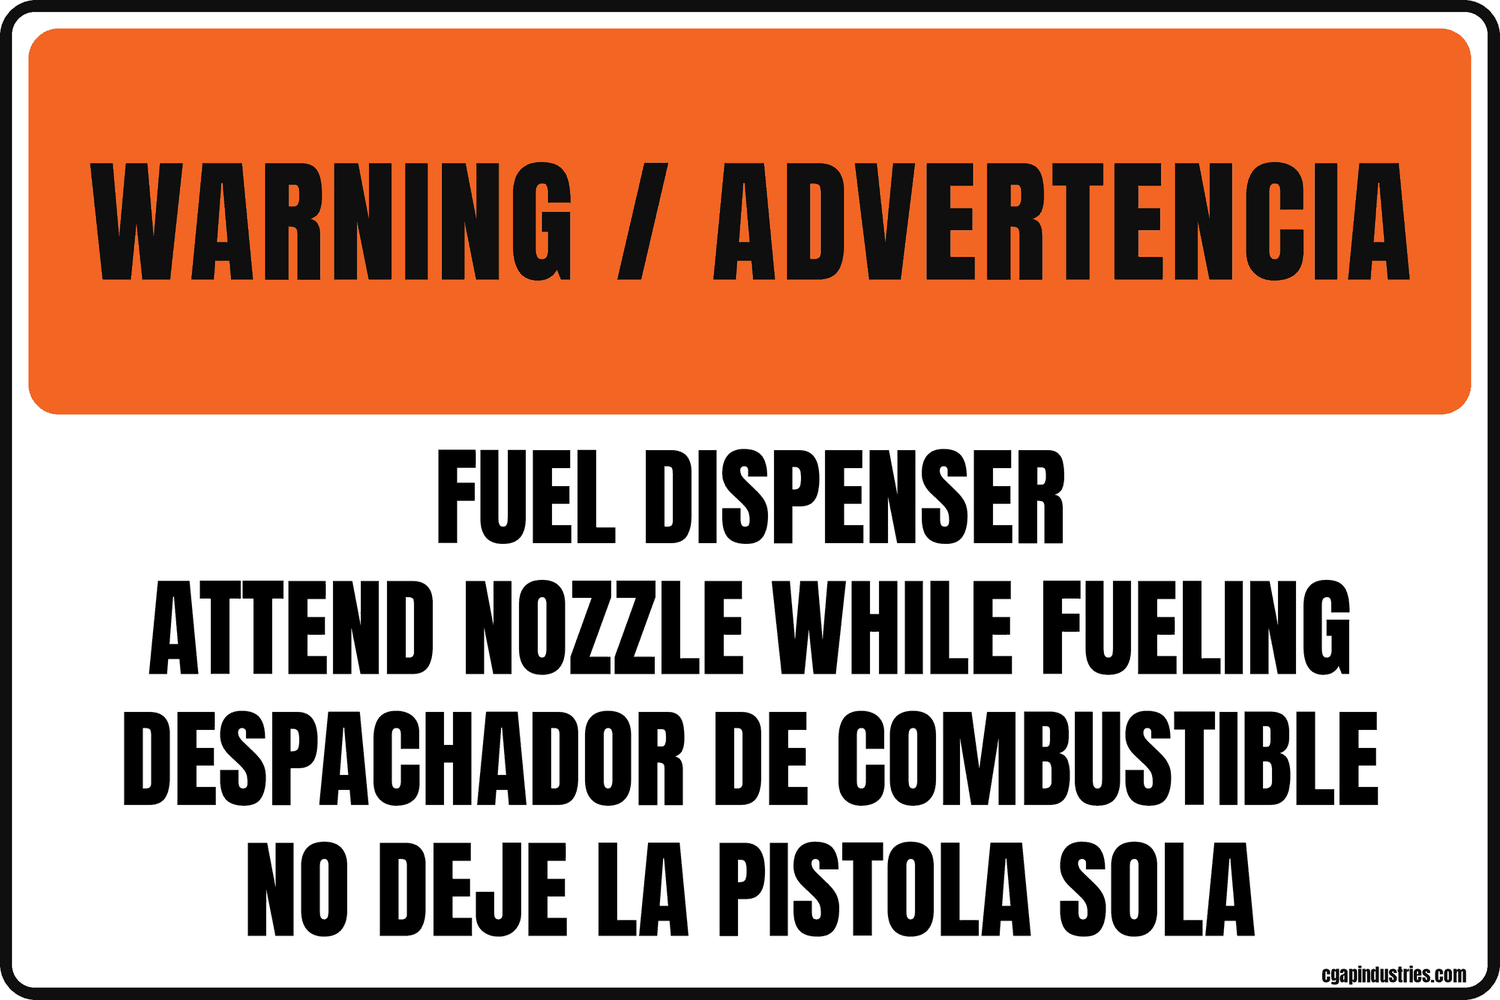 WARNING / ADVERTENCIA
FUEL DISPENSER
ATTEND NOZZLE WHILE FUELING
DESPACHADOR DE COMBUSTIBLE
NO DEJE LA PISTOLA SOLA
cgapindustries.com